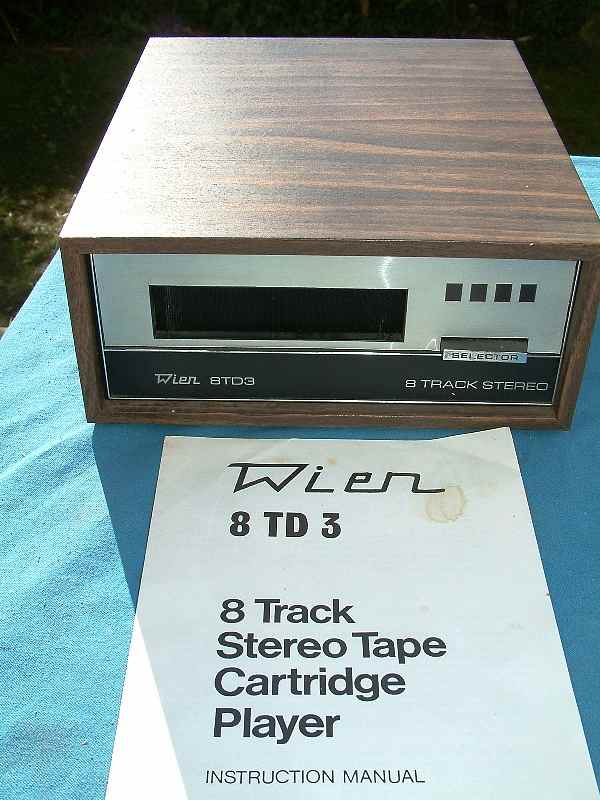 SELECTOR
Wien 8TD3
8 TRACK STEREO
Wien
8 TD 3
8 Track
Stereo Tape
Cartridge
Player
INSTRUCTION MANUAL